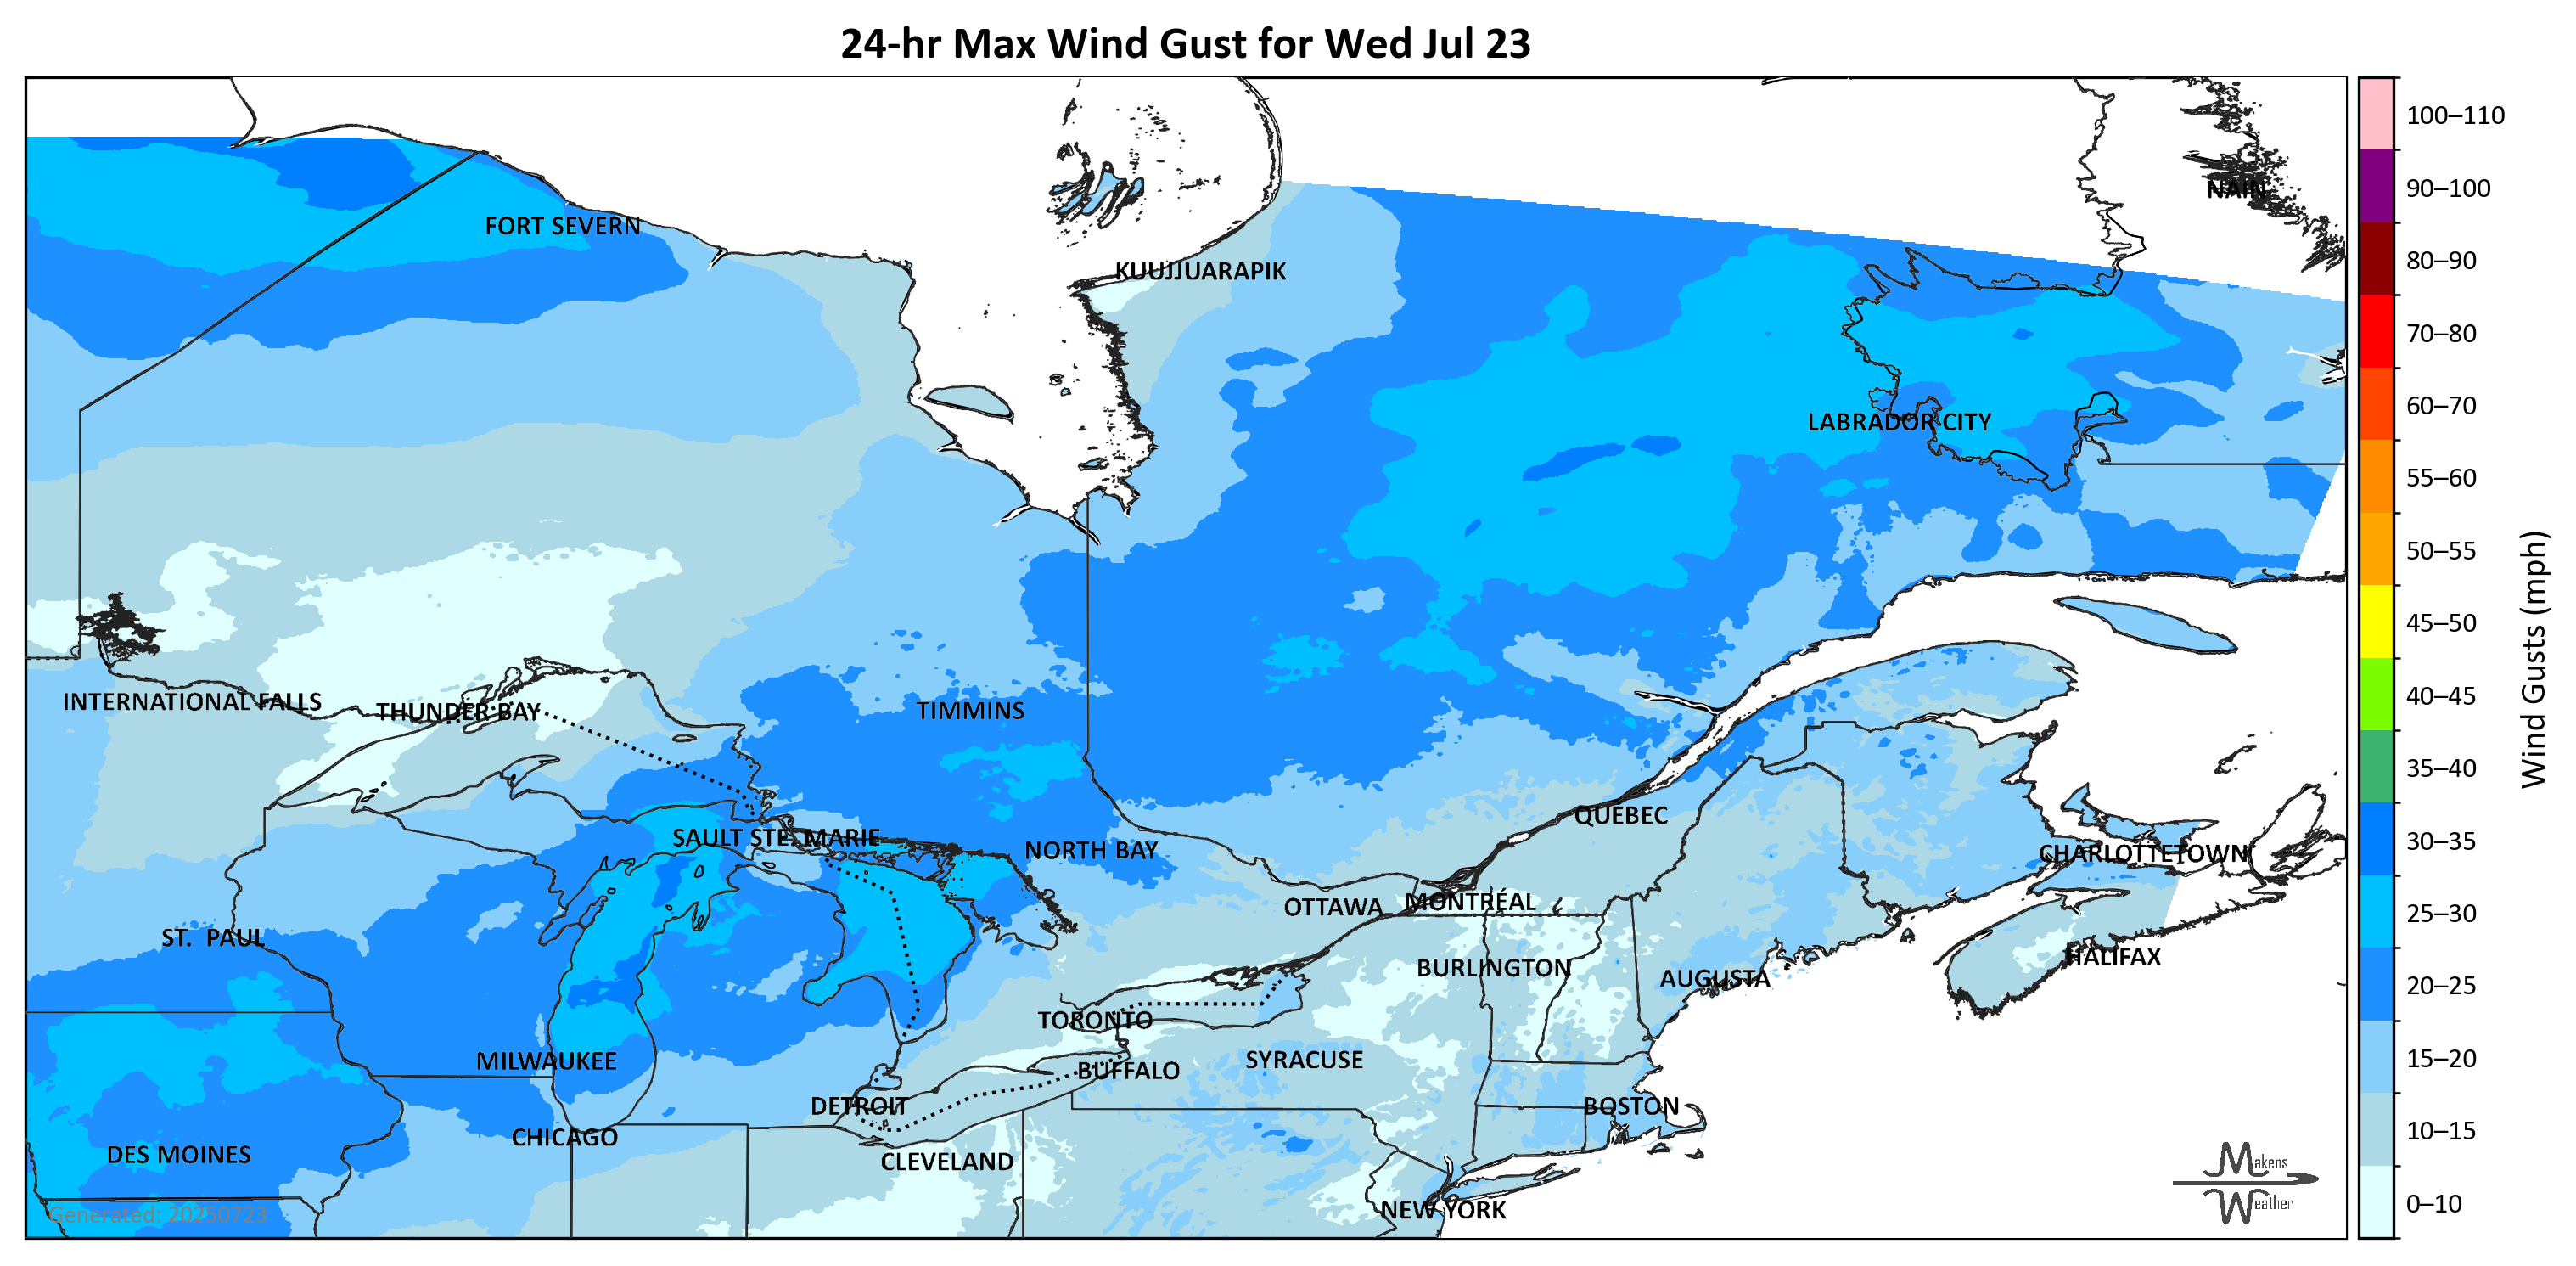 24-hr Max Wind Gust for Wed Jul 23
100–110
90–100
NAIN
80–90
FORT SEVERN
KUUJJUARAPIK
70–80
60–70
LABRADOR CITY
55–60
50–55
45–50
40–45
INTERNATIONAL FALLS
THUNDER BAY
TIMMINS
35–40
Wind Gusts (mph)
QUEBEC
30–35
SAULT STE. MARIE
NORTH BAY
CHARLOTTETOWN
OTTAWA
MONTRÉAL
25–30
ST. PAUL
HALIFAX
BURLINGTON
AUGUSTA
20–25
TORONTO
MILWAUKEE
SYRACUSE
15–20
BUFFALO
DETROIT
BOSTON
CHICAGO
10–15
DES MOINES
CLEVELAND
Makens
Weather
0–10
NEW YORK
Generated: 20250723